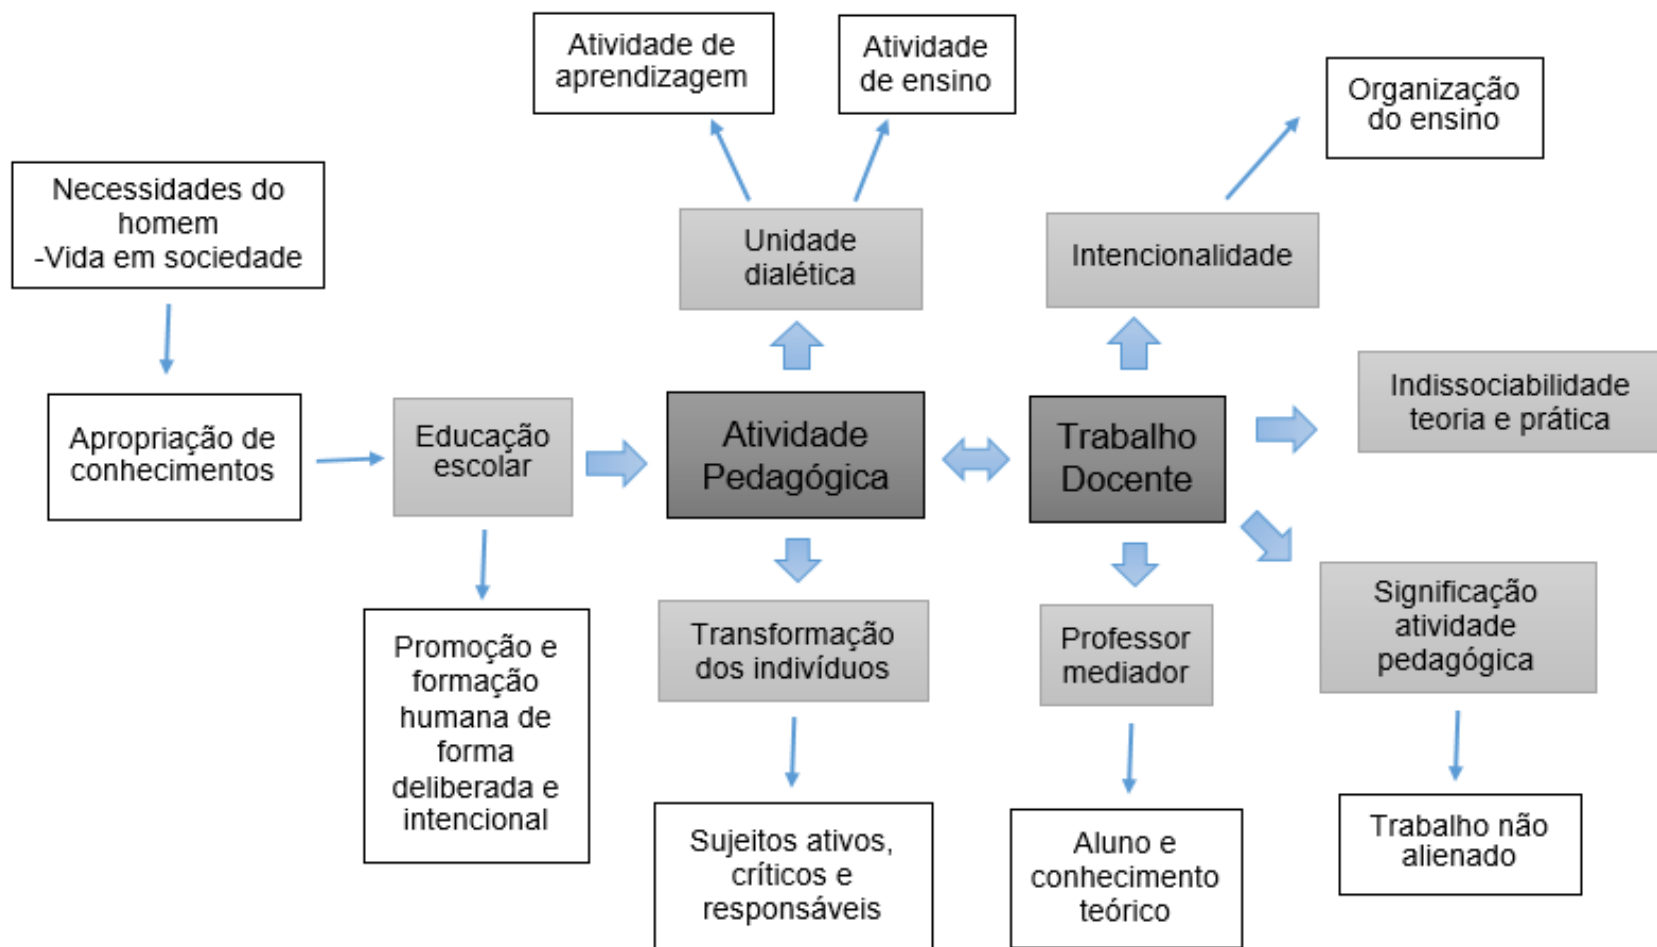 Atividade de
aprendizagem
Atividade
de ensino
Organização
do ensino
Necessidades do
homem
-Vida em sociedade
Unidade
dialética
Intencionalidade
Indissociabilidade
teoria e prática
Apropriação de
conhecimentos
Educação
escolar
Atividade
Pedagógica
Trabalho
Docente
Significação
atividade
pedagógica
Promoção e
formação
humana de
forma
deliberada e
intencional
Transformação
dos indivíduos
Professor
mediador
Sujeitos ativos,
críticos e
responsáveis
Aluno e
conhecimento
teórico
Trabalho não
alienado